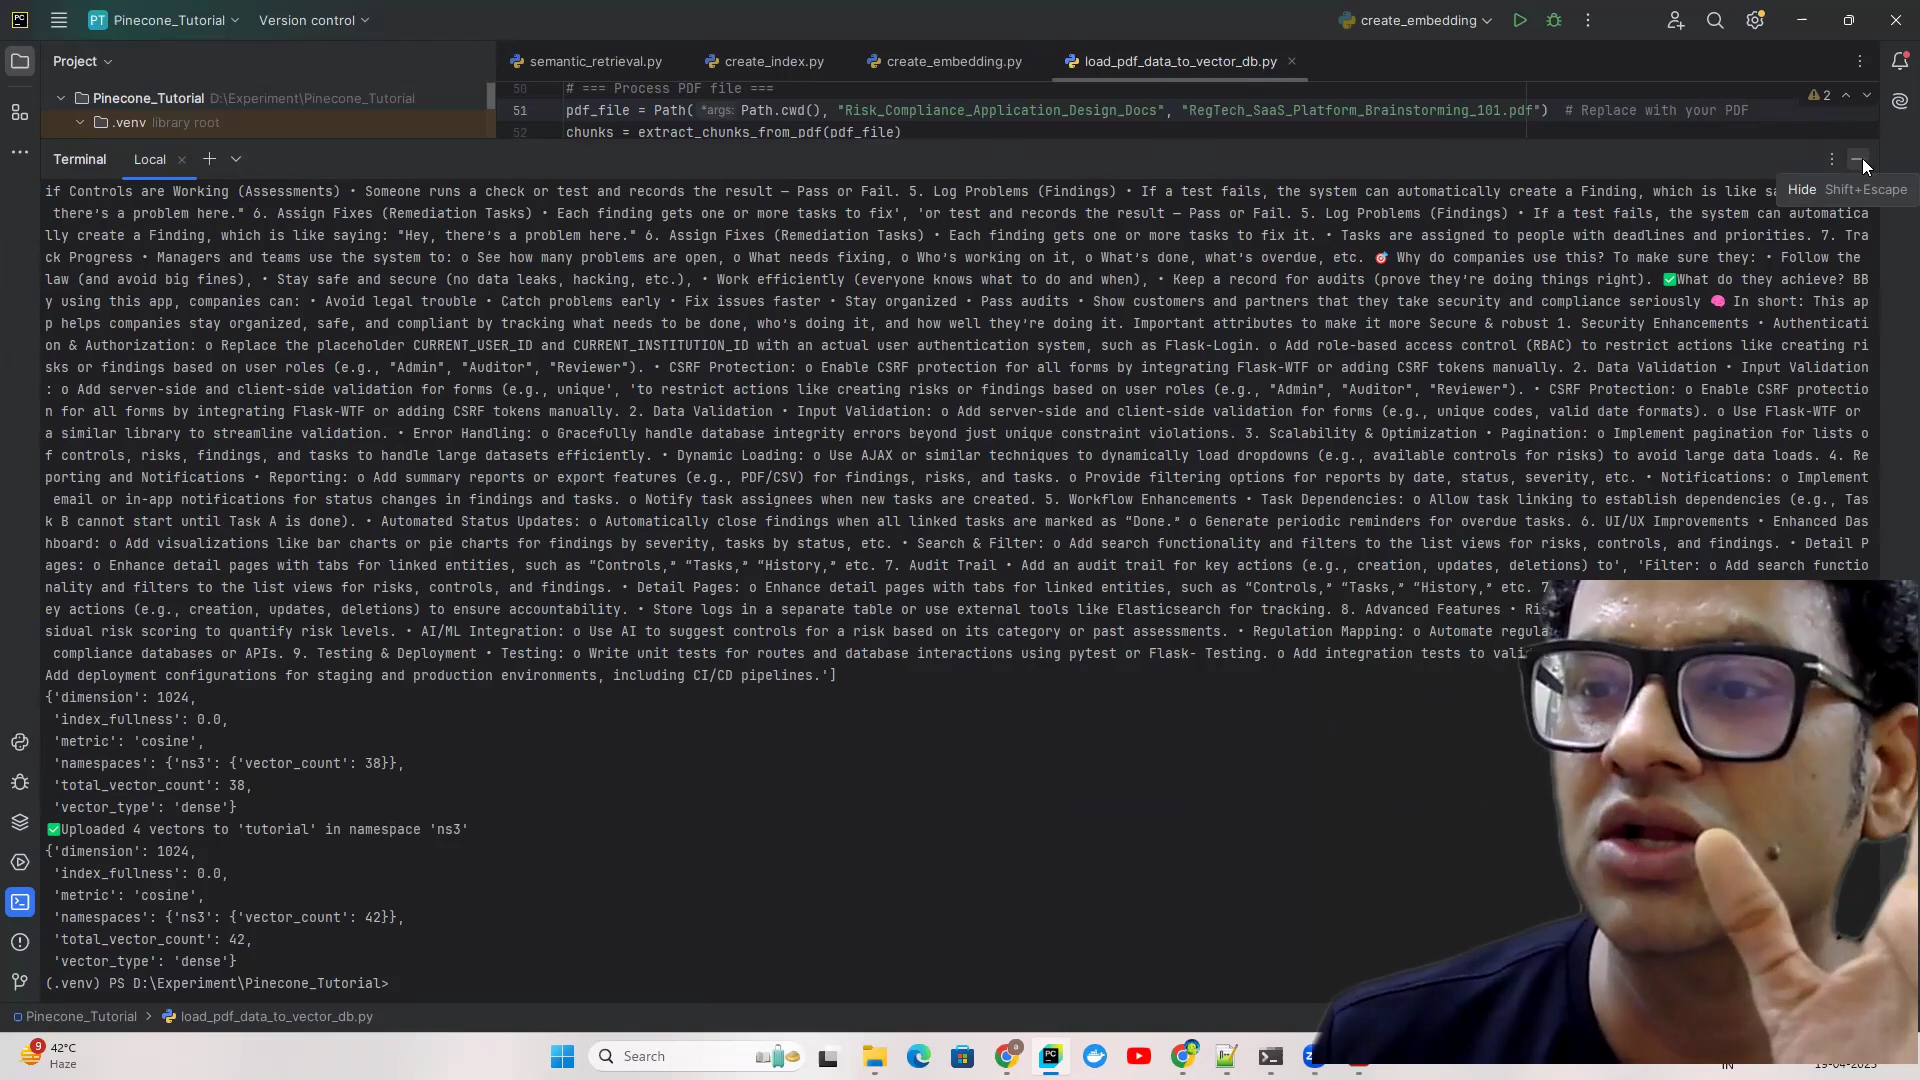 PT Pinecone_Tutorial Version control create_embedding
Project semantic_retrieval.py create_index.py create_embedding.py load_pdf_data_to_vector_db.py
Pinecone_Tutorial D:\Experiment\Pinecone_Tutorial
.venv library root
50 # === Process PDF file ===
51 pdf_file = Path( *args: Path.cwd(), "Risk_Compliance_Application_Design_Docs", "RegTech_SaaS_Platform_Brainstorming_101.pdf") # Replace with your PDF
52 chunks = extract_chunks_from_pdf(pdf_file)
2
Terminal Local
Hide Shift+Escape
if Controls are Working (Assessments) • Someone runs a check or test and records the result — Pass or Fail. 5. Log Problems (Findings) • If a test fails, the system can automatically create a Finding, which is like sa
there's a problem here." 6. Assign Fixes (Remediation Tasks) • Each finding gets one or more tasks to fix', 'or test and records the result — Pass or Fail. 5. Log Problems (Findings) • If a test fails, the system can automatica
lly create a Finding, which is like saying: "Hey, there's a problem here." 6. Assign Fixes (Remediation Tasks) • Each finding gets one or more tasks to fix it. • Tasks are assigned to people with deadlines and priorities. 7. Tra
ck Progress • Managers and teams use the system to: o See how many problems are open, o What needs fixing, o Who's working on it, o What's done, what's overdue, etc. 🎯 Why do companies use this? To make sure they: • Follow the
law (and avoid big fines), • Stay safe and secure (no data leaks, hacking, etc.), • Work efficiently (everyone knows what to do and when), • Keep a record for audits (prove they're doing things right). ✅What do they achieve? BB
y using this app, companies can: • Avoid legal trouble • Catch problems early • Fix issues faster • Stay organized • Pass audits • Show customers and partners that they take security and compliance seriously 🧠 In short: This ap
p helps companies stay organized, safe, and compliant by tracking what needs to be done, who's doing it, and how well they're doing it. Important attributes to make it more Secure & robust 1. Security Enhancements • Authenticati
on & Authorization: o Replace the placeholder CURRENT_USER_ID and CURRENT_INSTITUTION_ID with an actual user authentication system, such as Flask-Login. o Add role-based access control (RBAC) to restrict actions like creating ri
sks or findings based on user roles (e.g., "Admin", "Auditor", "Reviewer"). • CSRF Protection: o Enable CSRF protection for all forms by integrating Flask-WTF or adding CSRF tokens manually. 2. Data Validation • Input Validation
: o Add server-side and client-side validation for forms (e.g., unique', 'to restrict actions like creating risks or findings based on user roles (e.g., "Admin", "Auditor", "Reviewer"). • CSRF Protection: o Enable CSRF protectio
n for all forms by integrating Flask-WTF or adding CSRF tokens manually. 2. Data Validation • Input Validation: o Add server-side and client-side validation for forms (e.g., unique codes, valid date formats). o Use Flask-WTF or
a similar library to streamline validation. • Error Handling: o Gracefully handle database integrity errors beyond just unique constraint violations. 3. Scalability & Optimization • Pagination: o Implement pagination for lists o
f controls, risks, findings, and tasks to handle large datasets efficiently. • Dynamic Loading: o Use AJAX or similar techniques to dynamically load dropdowns (e.g., available controls for risks) to avoid large data loads. 4. Re
porting and Notifications • Reporting: o Add summary reports or export features (e.g., PDF/CSV) for findings, risks, and tasks. o Provide filtering options for reports by date, status, severity, etc. • Notifications: o Implement
email or in-app notifications for status changes in findings and tasks. o Notify task assignees when new tasks are created. 5. Workflow Enhancements • Task Dependencies: o Allow task linking to establish dependencies (e.g., Tas
k B cannot start until Task A is done). • Automated Status Updates: o Automatically close findings when all linked tasks are marked as “Done.” o Generate periodic reminders for overdue tasks. 6. UI/UX Improvements • Enhanced Das
hboard: o Add visualizations like bar charts or pie charts for findings by severity, tasks by status, etc. • Search & Filter: o Add search functionality and filters to the list views for risks, controls, and findings. • Detail P
ages: o Enhance detail pages with tabs for linked entities, such as “Controls,” “Tasks,” “History,” etc. 7. Audit Trail • Add an audit trail for key actions (e.g., creation, updates, deletions) to', 'Filter: o Add search functio
nality and filters to the list views for risks, controls, and findings. • Detail Pages: o Enhance detail pages with tabs for linked entities, such as “Controls,” “Tasks,” “History,” etc. 7
ey actions (e.g., creation, updates, deletions) to ensure accountability. • Store logs in a separate table or use external tools like Elasticsearch for tracking. 8. Advanced Features • Ri
sidual risk scoring to quantify risk levels. • AI/ML Integration: o Use AI to suggest controls for a risk based on its category or past assessments. • Regulation Mapping: o Automate regula
compliance databases or APIs. 9. Testing & Deployment • Testing: o Write unit tests for routes and database interactions using pytest or Flask- Testing. o Add integration tests to vali
Add deployment configurations for staging and production environments, including CI/CD pipelines.']
{'dimension': 1024,
'index_fullness': 0.0,
'metric': 'cosine',
'namespaces': {'ns3': {'vector_count': 38}},
'total_vector_count': 38,
'vector_type': 'dense'}
✅Uploaded 4 vectors to 'tutorial' in namespace 'ns3'
{'dimension': 1024,
'index_fullness': 0.0,
'metric': 'cosine',
'namespaces': {'ns3': {'vector_count': 42}},
'total_vector_count': 42,
'vector_type': 'dense'}
(.venv) PS D:\Experiment\Pinecone_Tutorial>
Pinecone_Tutorial > load_pdf_data_to_vector_db.py
9 42°C
Haze
Search